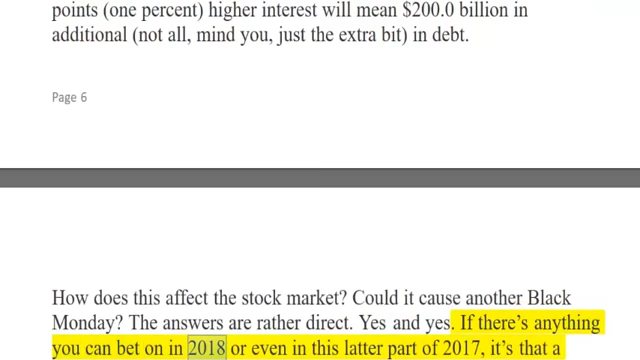 points (one percent) higher interest will mean $200.0 billion in
additional (not all, mind you, just the extra bit) in debt.
Page 6
How does this affect the stock market? Could it cause another Black
Monday? The answers are rather direct. Yes and yes. If there’s anything
you can bet on in 2018 or even in this latter part of 2017, it’s that a